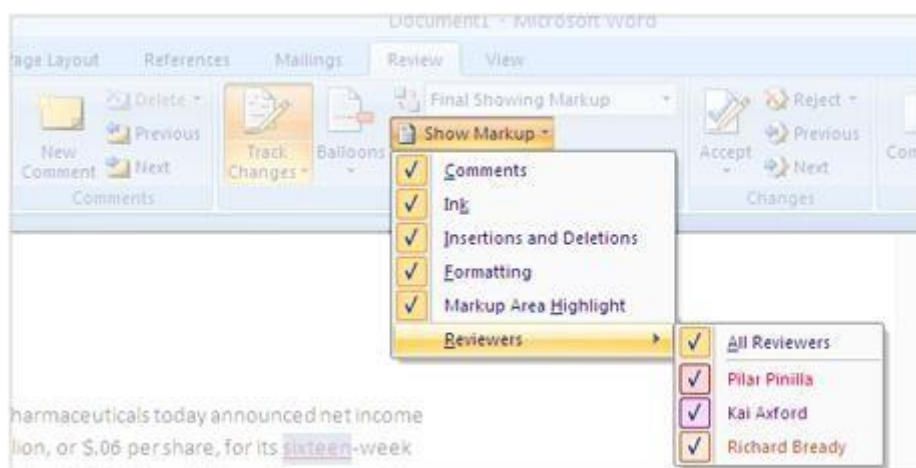 Document1 - Microsoft Word
age Layout References Mailings Review View
New Comment
Delete
Previous
Next
Comments
Track Changes
Balloons
Final Showing Markup
Show Markup
Comments
Ink
Insertions and Deletions
Formatting
Markup Area Highlight
Reviewers
All Reviewers
Pilar Pinilla
Kai Axford
Richard Bready
Accept
Reject
Previous
Next
Changes
Com
harmaceuticals today announced net income
lion, or $.06 per share, for its sixteen-week